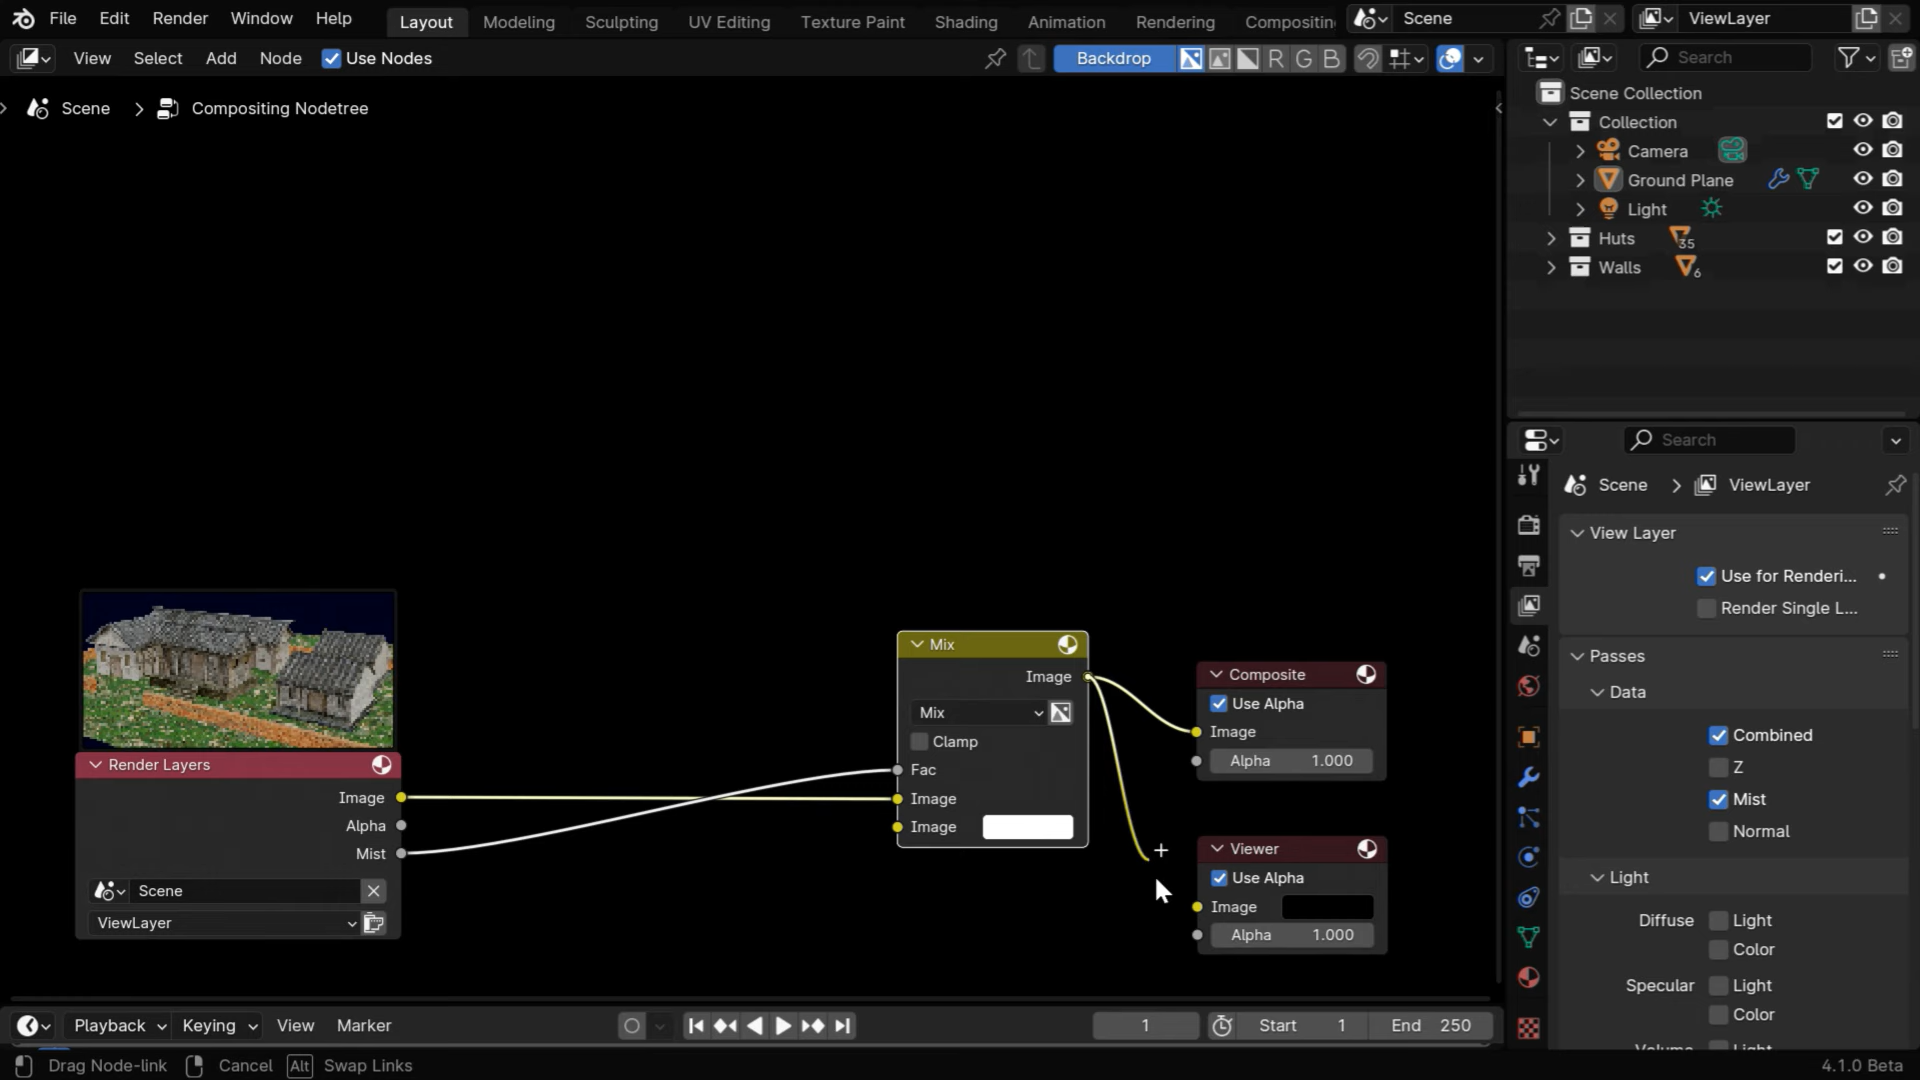 File Edit Render Window Help
Layout Modeling Sculpting UV Editing Texture Paint Shading Animation Rendering Compositin
Scene
ViewLayer
View Select Add Node Use Nodes
Backdrop
R G B
Search
Scene > Compositing Nodetree
Scene Collection
Collection
Camera
Ground Plane
Light
Huts 35
Walls 6
Search
Scene > ViewLayer
View Layer
Use for Renderi...
Render Single L...
Passes
Data
Combined
Z
Mist
Normal
Light
Diffuse Light
Color
Specular Light
Color
Volume Light
Render Layers
Image
Alpha
Mist
Scene
ViewLayer
Mix
Image
Mix
Clamp
Fac
Image
Image
Composite
Use Alpha
Image
Alpha 1.000
Viewer
Use Alpha
Image
Alpha 1.000
Playback Keying View Marker
1
Start 1 End 250
Drag Node-link Cancel Alt Swap Links
4.1.0 Beta